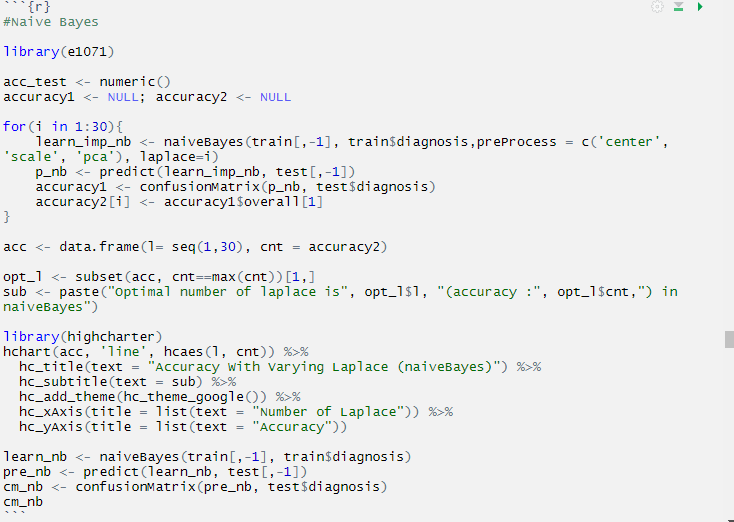 ```{r}
#Naive Bayes

library(e1071)

acc_test <- numeric()
accuracy1 <- NULL; accuracy2 <- NULL

for(i in 1:30){
    learn_imp_nb <- naiveBayes(train[,-1], train$diagnosis,preProcess = c('center',
'scale', 'pca'), laplace=i)
    p_nb <- predict(learn_imp_nb, test[,-1])
    accuracy1 <- confusionMatrix(p_nb, test$diagnosis)
    accuracy2[i] <- accuracy1$overall[1]
}

acc <- data.frame(l= seq(1,30), cnt = accuracy2)

opt_l <- subset(acc, cnt==max(cnt))[1,]
sub <- paste("Optimal number of laplace is", opt_l$l, "(accuracy :", opt_l$cnt,") in
naiveBayes")

library(highcharter)
hchart(acc, 'line', hcaes(l, cnt)) %>%
  hc_title(text = "Accuracy With Varying Laplace (naiveBayes)") %>%
  hc_subtitle(text = sub) %>%
  hc_add_theme(hc_theme_google()) %>%
  hc_xAxis(title = list(text = "Number of Laplace")) %>%
  hc_yAxis(title = list(text = "Accuracy"))

learn_nb <- naiveBayes(train[,-1], train$diagnosis)
pre_nb <- predict(learn_nb, test[,-1])
cm_nb <- confusionMatrix(pre_nb, test$diagnosis)
cm_nb
```